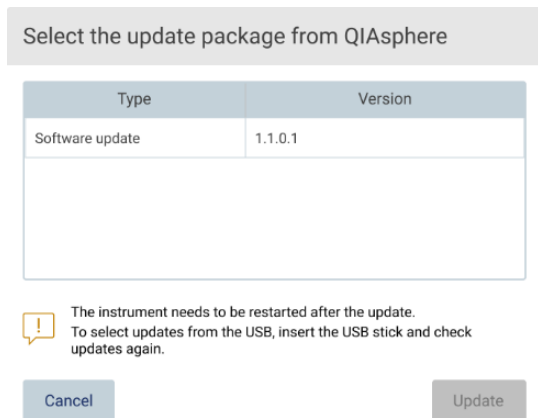 Select the update package from QIAsphere
Type Version
Software update 1.1.0.1
The instrument needs to be restarted after the update.
To select updates from the USB, insert the USB stick and check
updates again.
Cancel Update